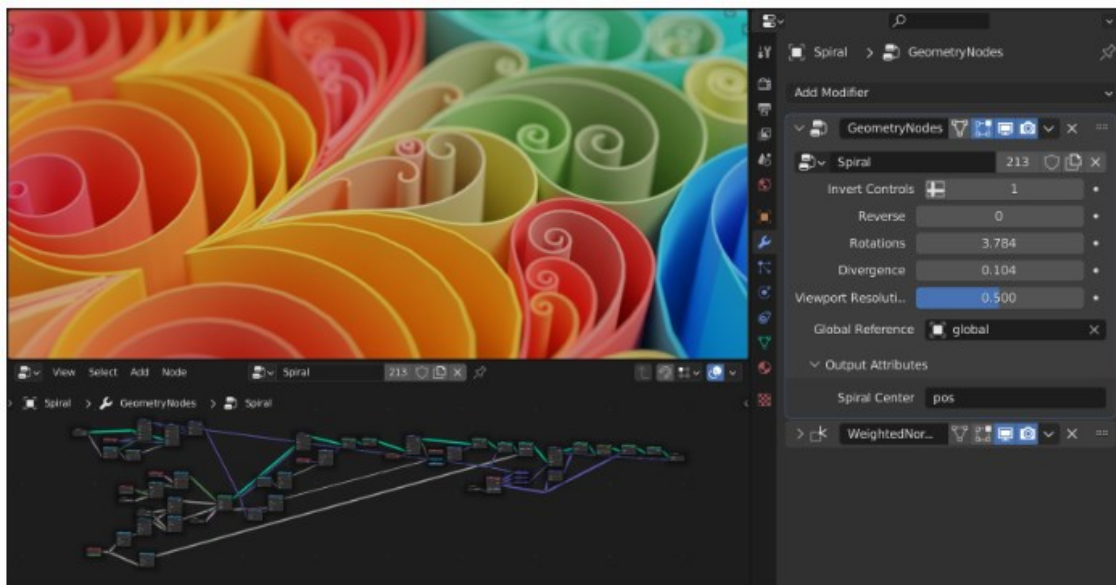 Spiral > GeometryNodes
Add Modifier
GeometryNodes
Spiral 213
Invert Controls 1
Reverse 0
Rotations 3.784
Divergence 0.104
Viewport Resoluti... 0.500
Global Reference global
Output Attributes
Spiral Center pos
WeightedNor...
View Select Add Node Spiral 213
Spiral > GeometryNodes > Spiral